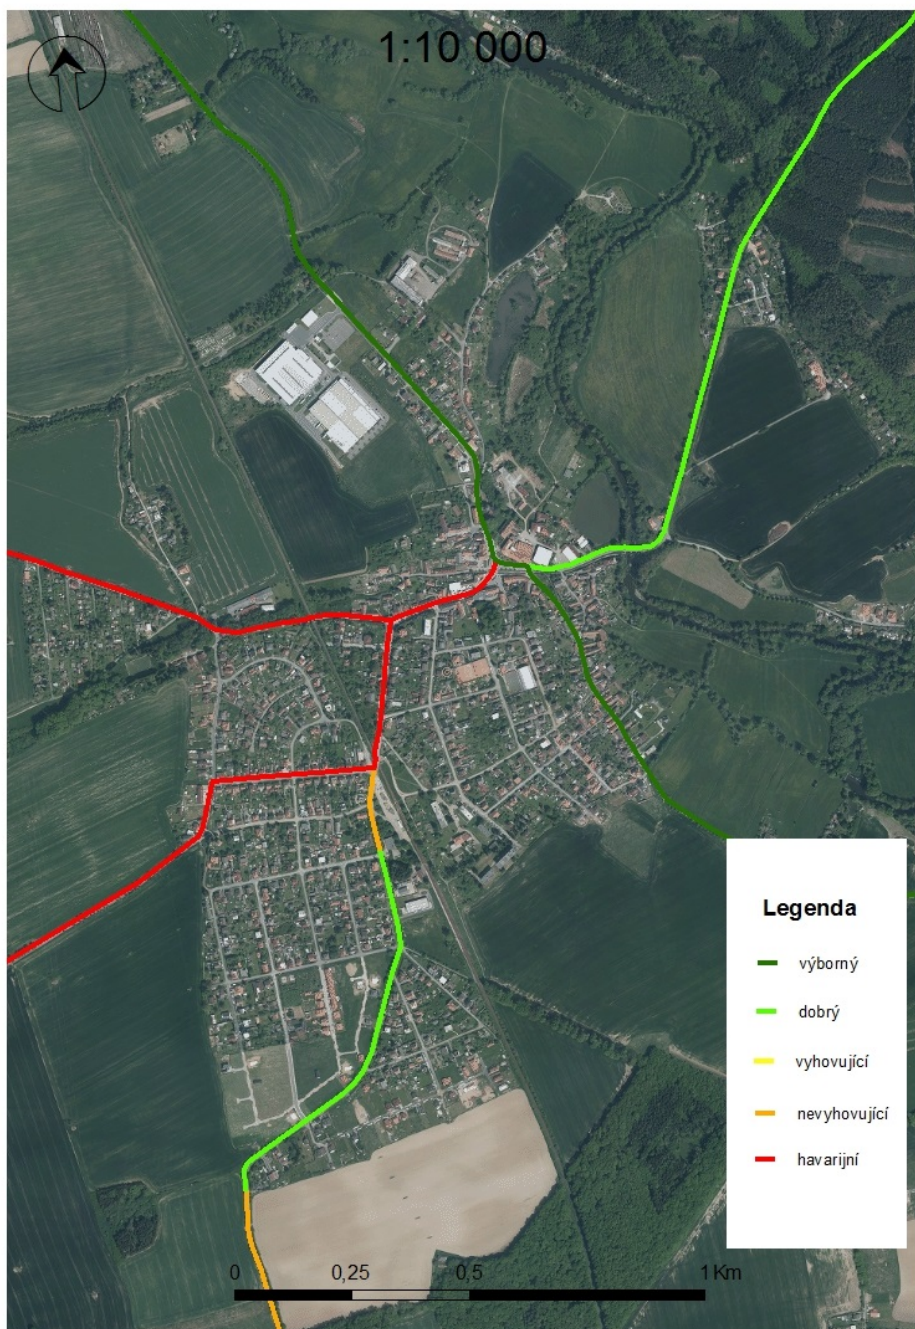 1:10 000
Legenda
výborný
dobrý
vyhovující
nevyhovující
havarijní
0 0,25 0,5 1 Km